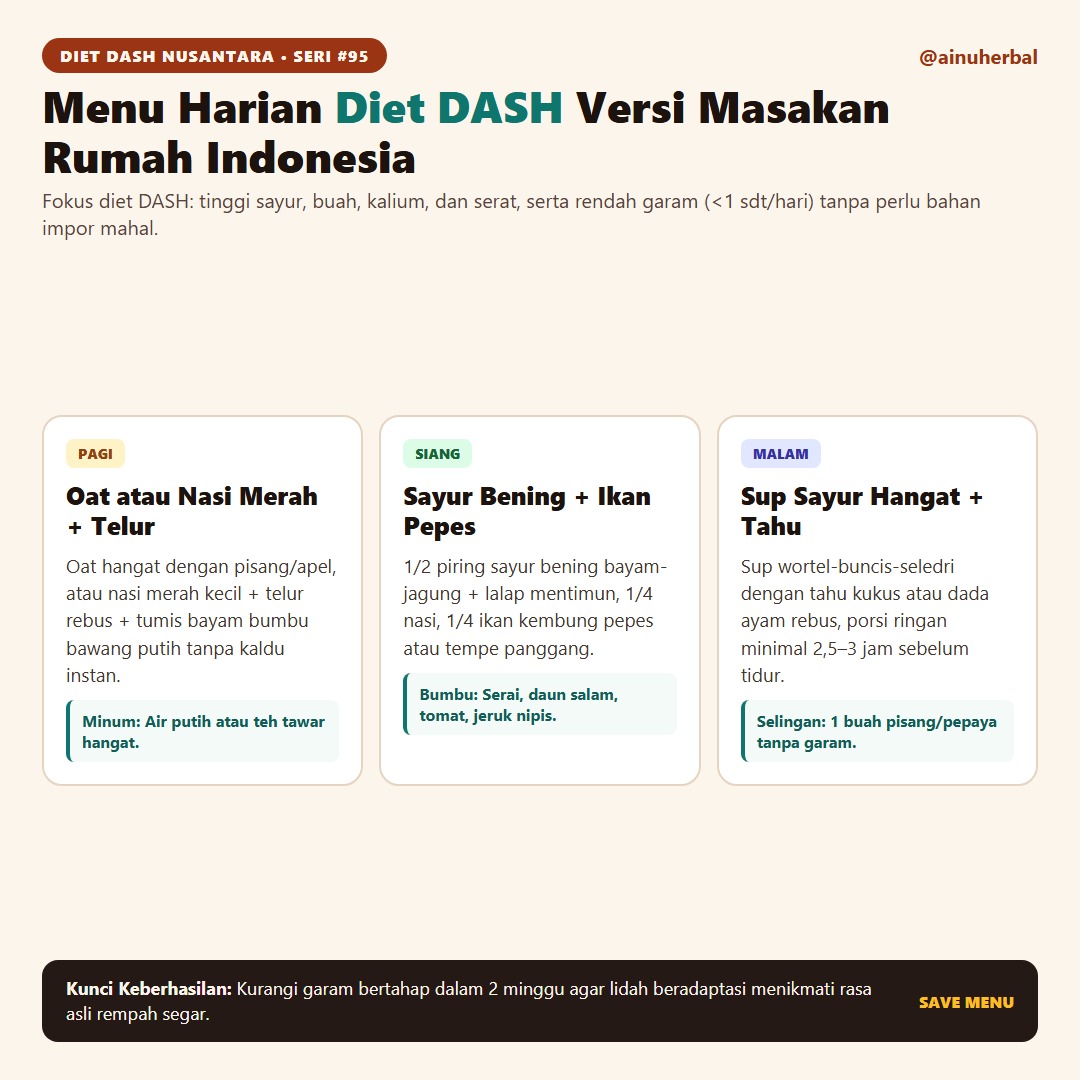 DIET DASH NUSANTARA • SERI #95
@ainuherbal
Menu Harian Diet DASH Versi Masakan
Rumah Indonesia
Fokus diet DASH: tinggi sayur, buah, kalium, dan serat, serta rendah garam (<1 sdt/hari) tanpa perlu bahan
impor mahal.
PAGI
Oat atau Nasi Merah
+ Telur
Oat hangat dengan pisang/apel,
atau nasi merah kecil + telur
rebus + tumis bayam bumbu
bawang putih tanpa kaldu
instan.
Minum: Air putih atau teh tawar
hangat.
SIANG
Sayur Bening + Ikan
Pepes
1/2 piring sayur bening bayam-
jagung + lalap mentimun, 1/4
nasi, 1/4 ikan kembung pepes
atau tempe panggang.
Bumbu: Serai, daun salam,
tomat, jeruk nipis.
MALAM
Sup Sayur Hangat +
Tahu
Sup wortel-buncis-seledri
dengan tahu kukus atau dada
ayam rebus, porsi ringan
minimal 2,5–3 jam sebelum
tidur.
Selingan: 1 buah pisang/pepaya
tanpa garam.
Kunci Keberhasilan: Kurangi garam bertahap dalam 2 minggu agar lidah beradaptasi menikmati rasa
asli rempah segar.
SAVE MENU